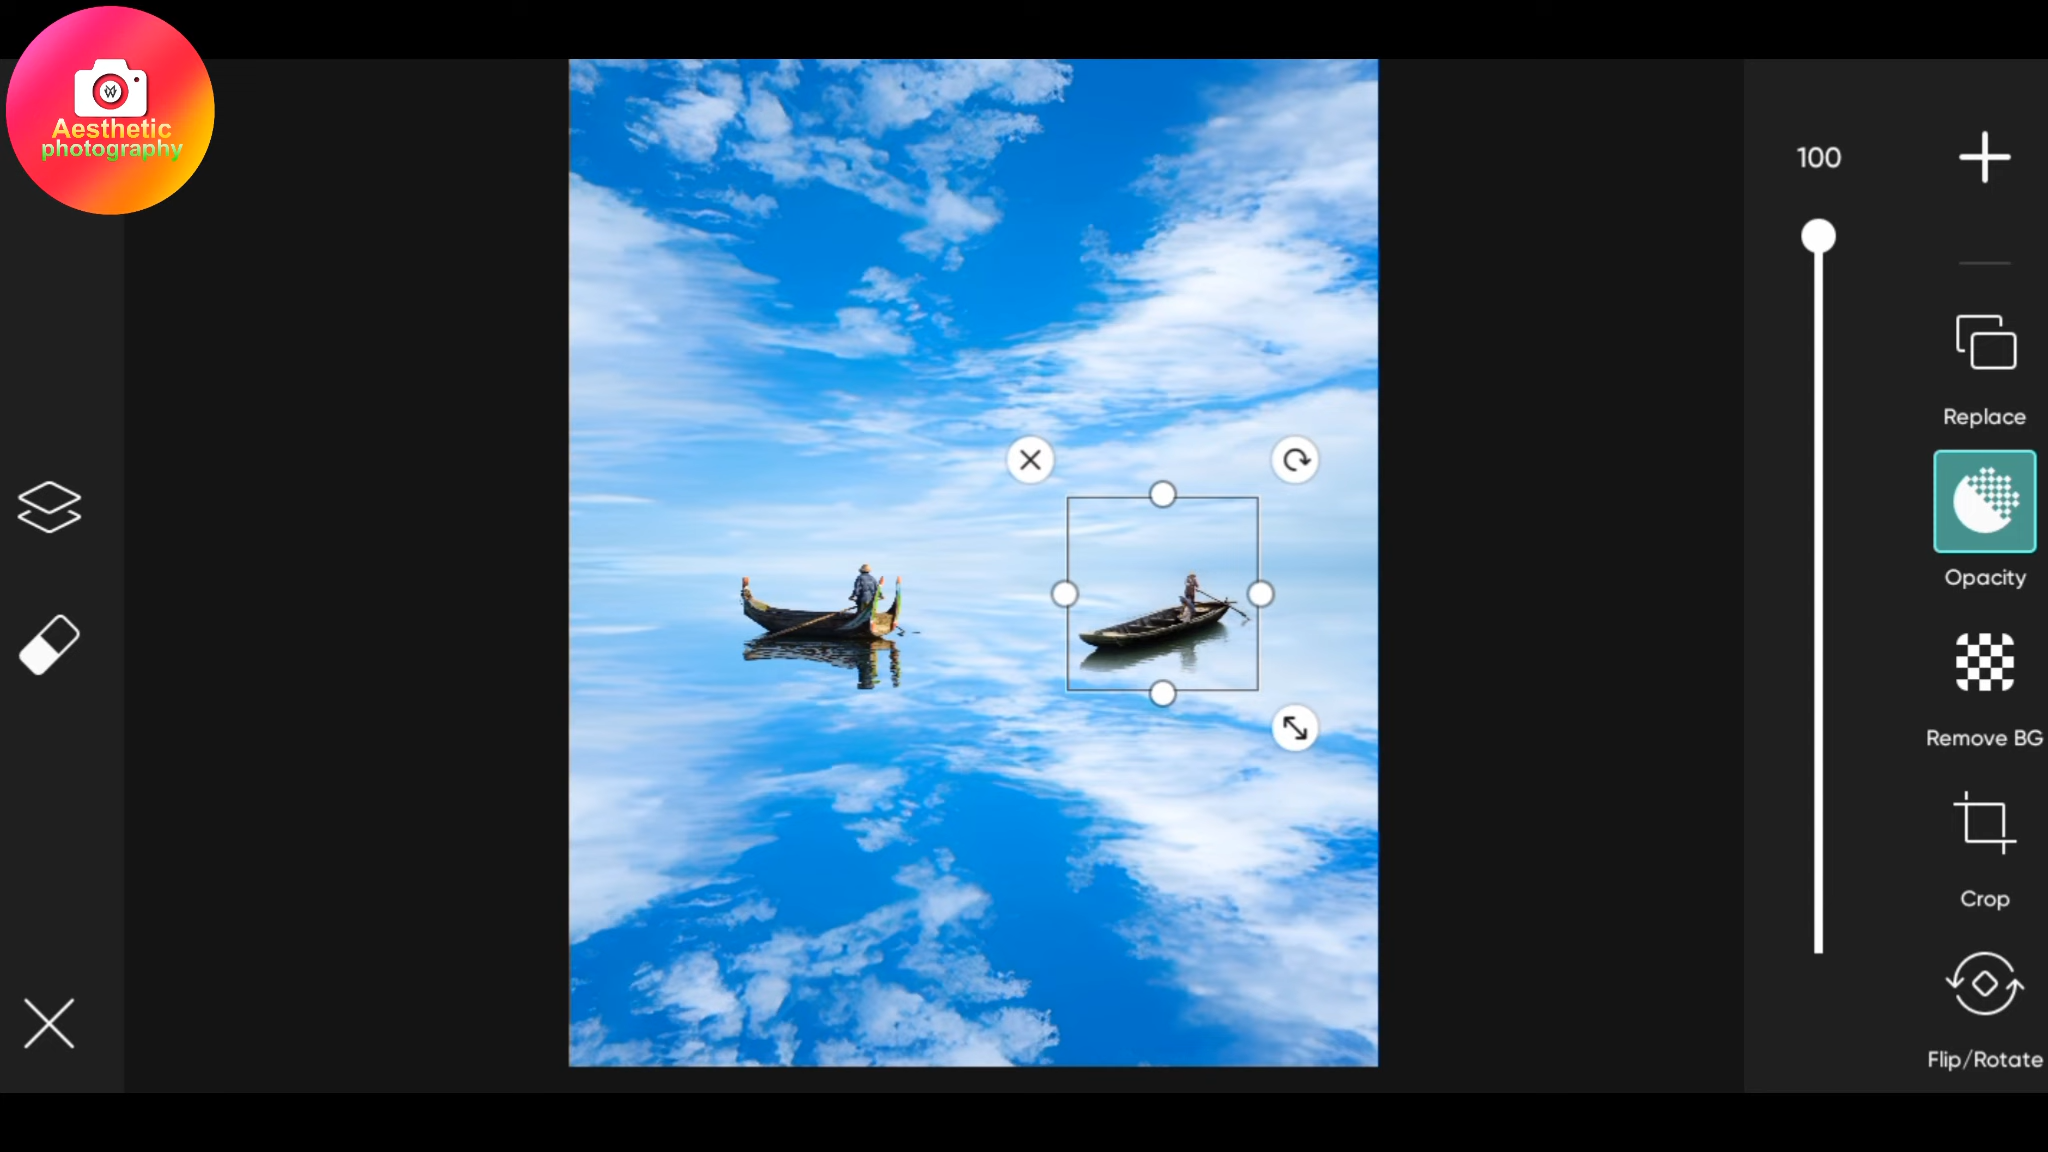 Aesthetic
photography
100
Replace
Opacity
Remove BG
Crop
Flip/Rotate